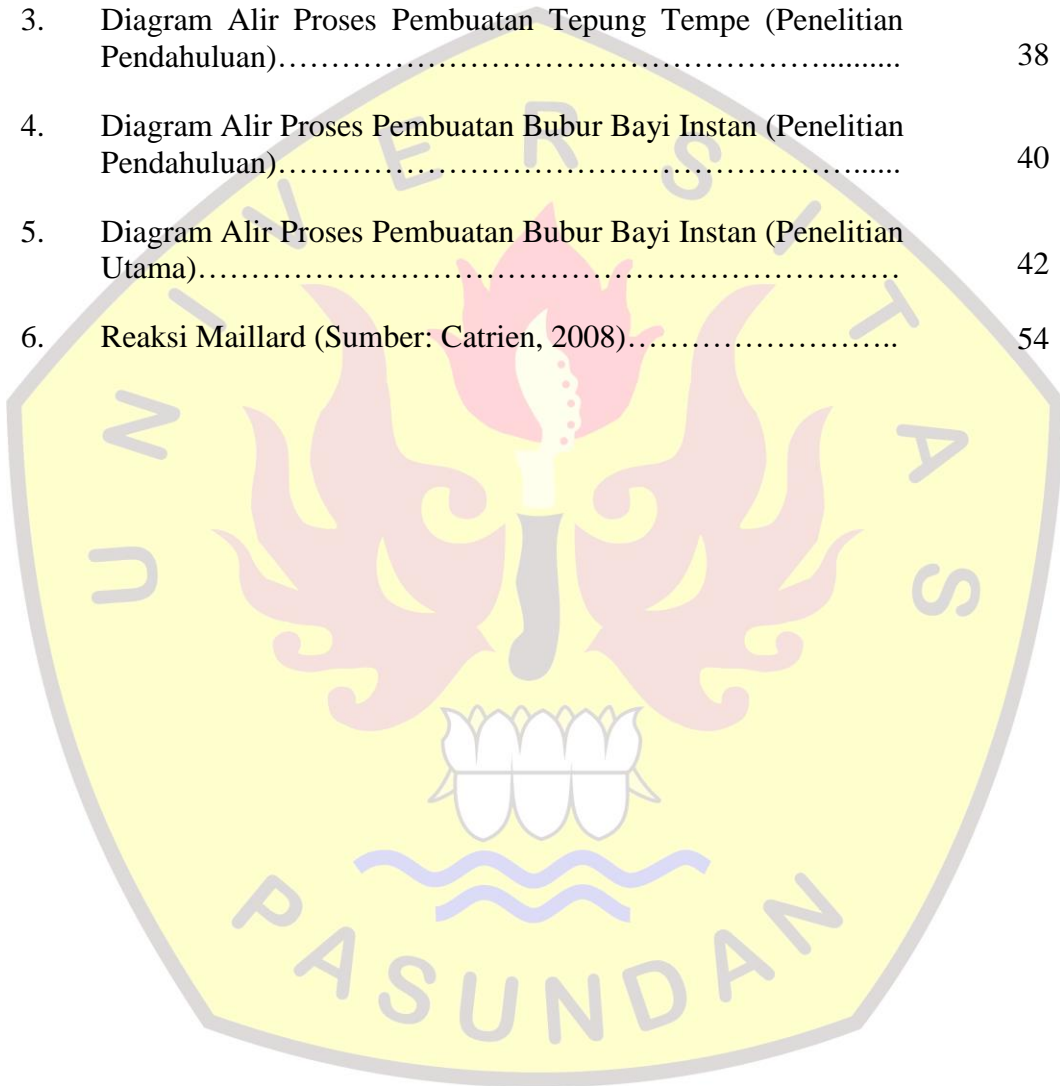 3. Diagram Alir Proses Pembuatan Tepung Tempe (Penelitian
Pendahuluan)…………………………………………….......... 38
4. Diagram Alir Proses Pembuatan Bubur Bayi Instan (Penelitian
Pendahuluan)………………………………………………...... 40
5. Diagram Alir Proses Pembuatan Bubur Bayi Instan (Penelitian
Utama)………………………………………………………… 42
6. Reaksi Maillard (Sumber: Catrien, 2008)…………………….. 54
UNIVERSITAS
PASUNDAN